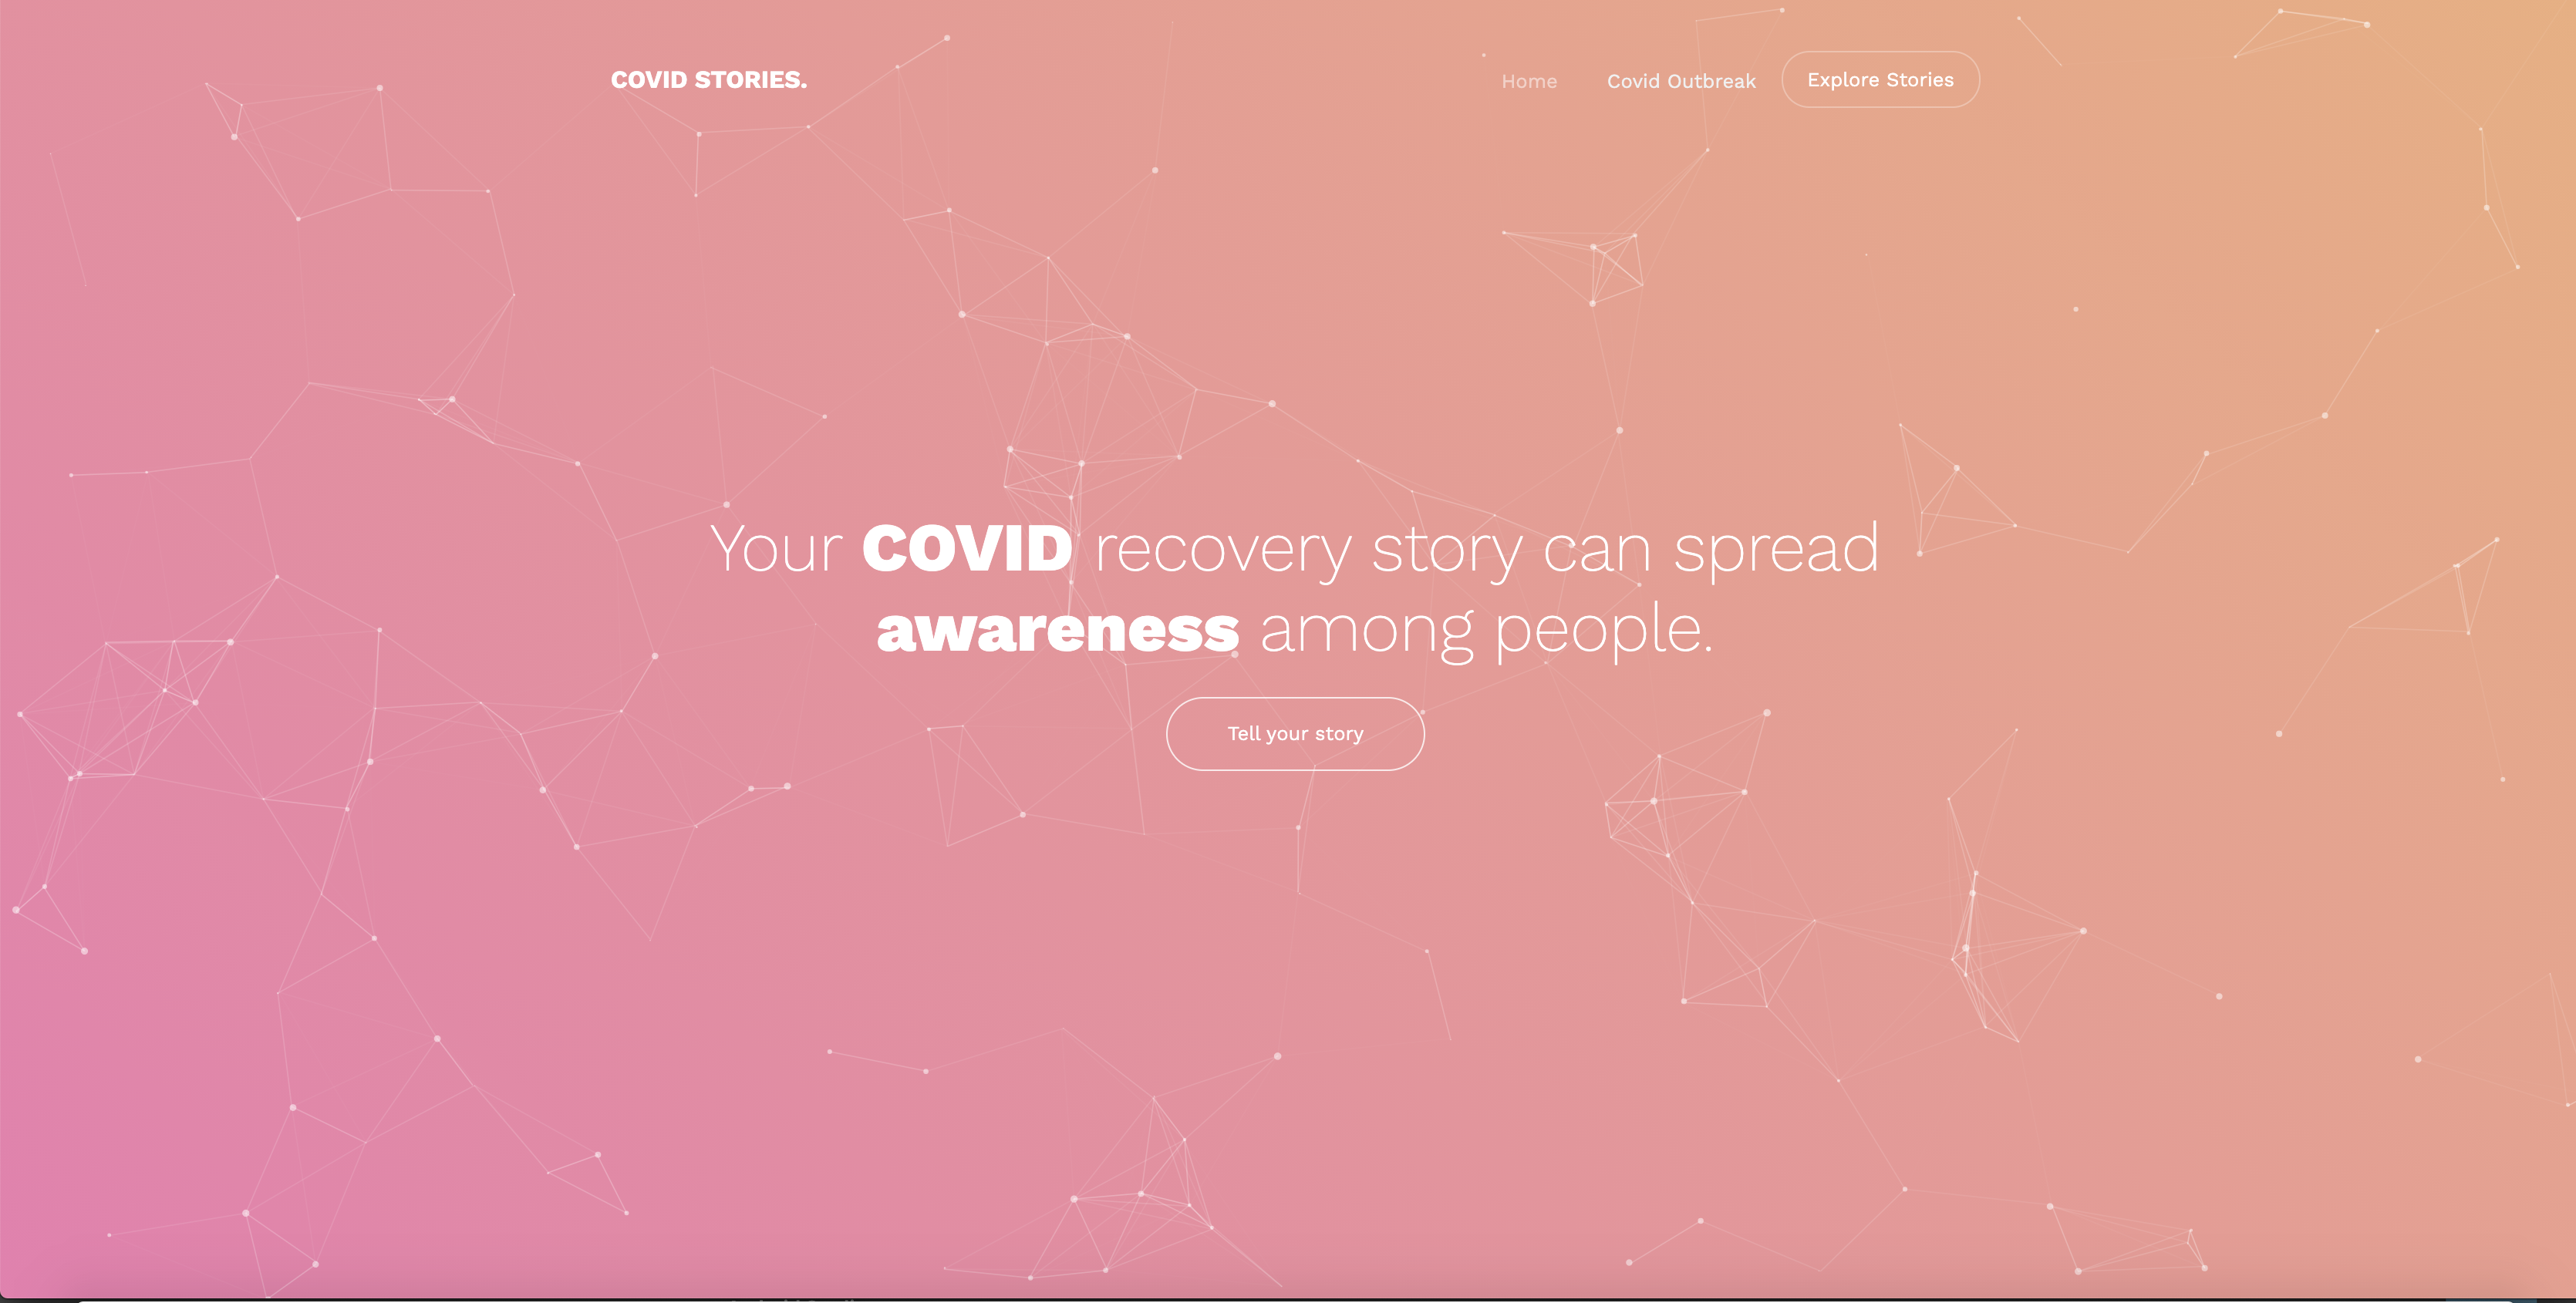 COVID STORIES.
Home
Covid Outbreak
Explore Stories
Your COVID recovery story can spread
awareness among people.
Tell your story